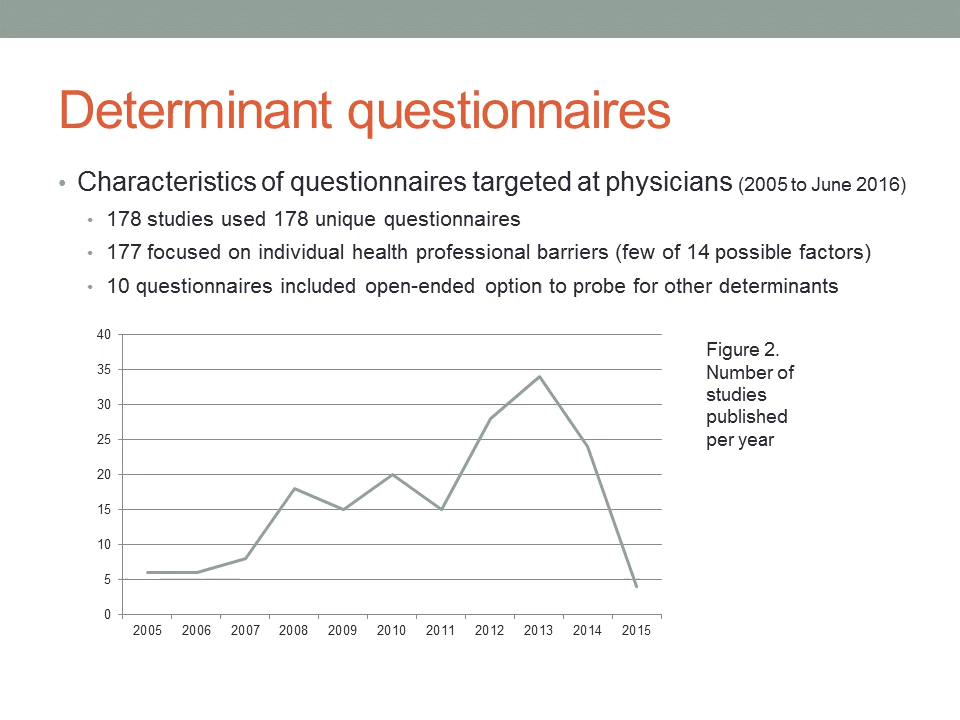 Determinant questionnaires
• Characteristics of questionnaires targeted at physicians (2005 to June 2016)
• 178 studies used 178 unique questionnaires
• 177 focused on individual health professional barriers (few of 14 possible factors)
• 10 questionnaires included open-ended option to probe for other determinants
40
35
30
25
20
15
10
5
0
2005 2006 2007 2008 2009 2010 2011 2012 2013 2014 2015
Figure 2.
Number of
studies
published
per year